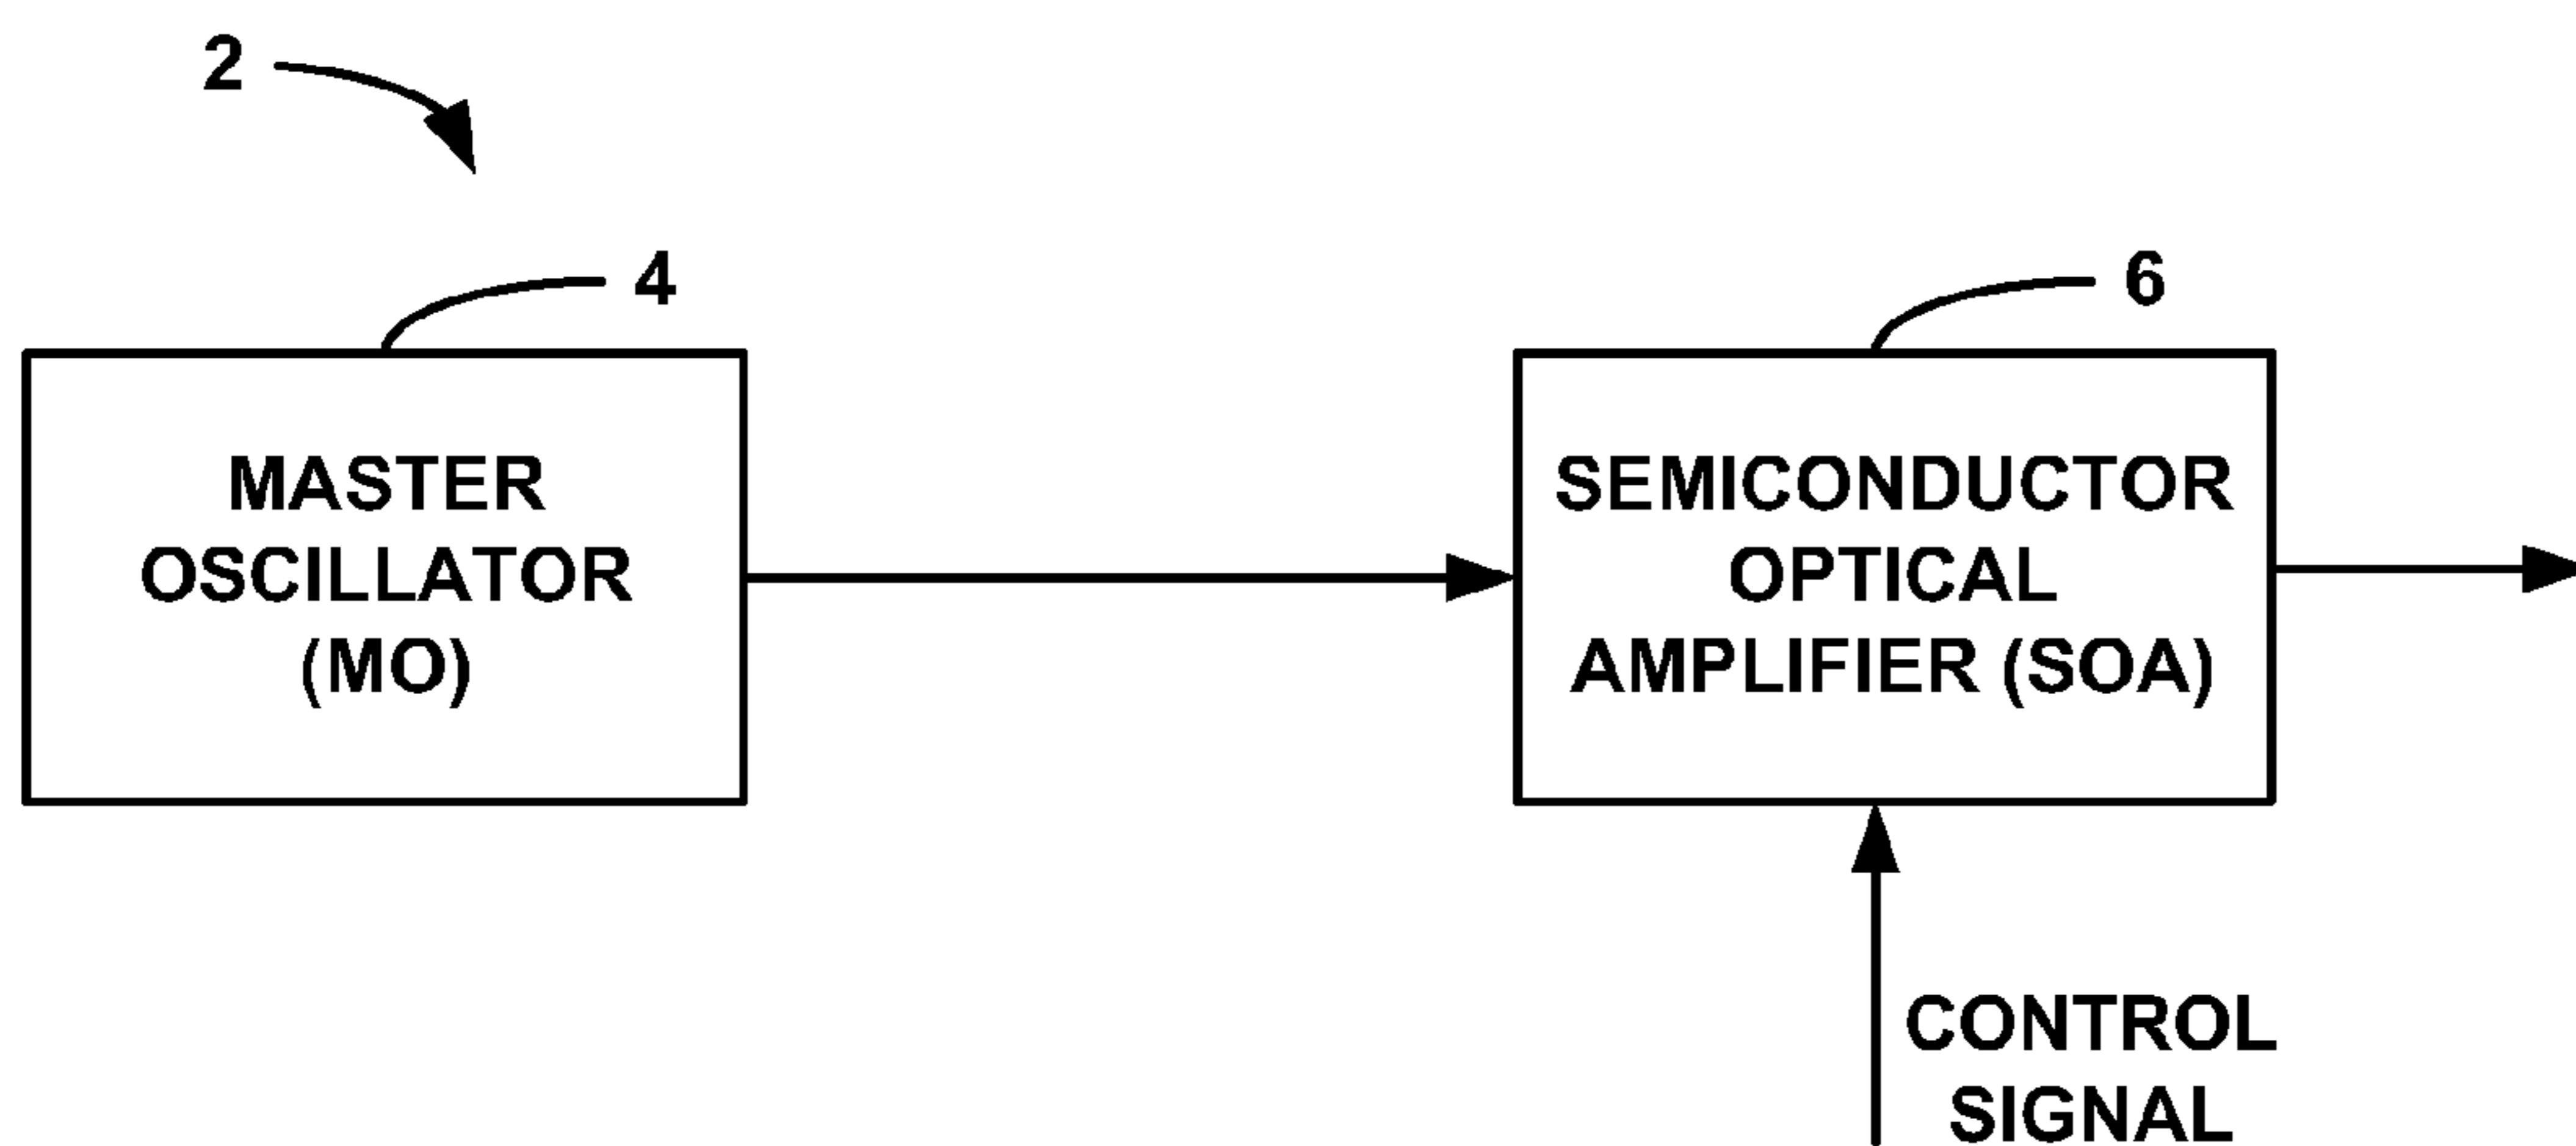 2
4
6
MASTER
OSCILLATOR
(MO)
SEMICONDUCTOR
OPTICAL
AMPLIFIER (SOA)
CONTROL
SIGNAL